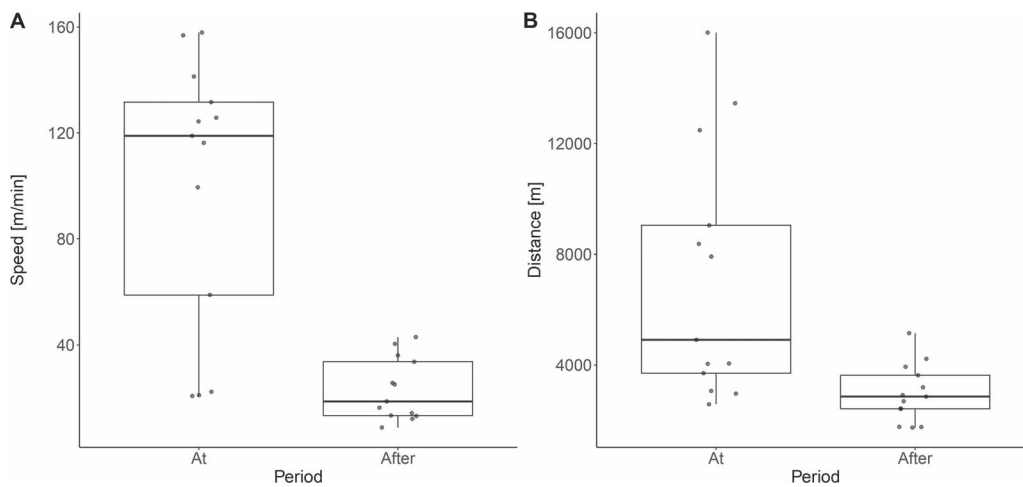 A
Speed [m/min]
160
120
80
40
At
After
Period
B
Distance [m]
16000
12000
8000
4000
At
After
Period